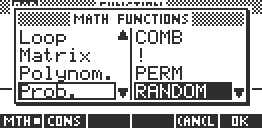 MATH FUNCTIONS
Loop COMB
Matrix !
Polynom. PERM
Prob. RANDOM
MTH CONS CANCL OK